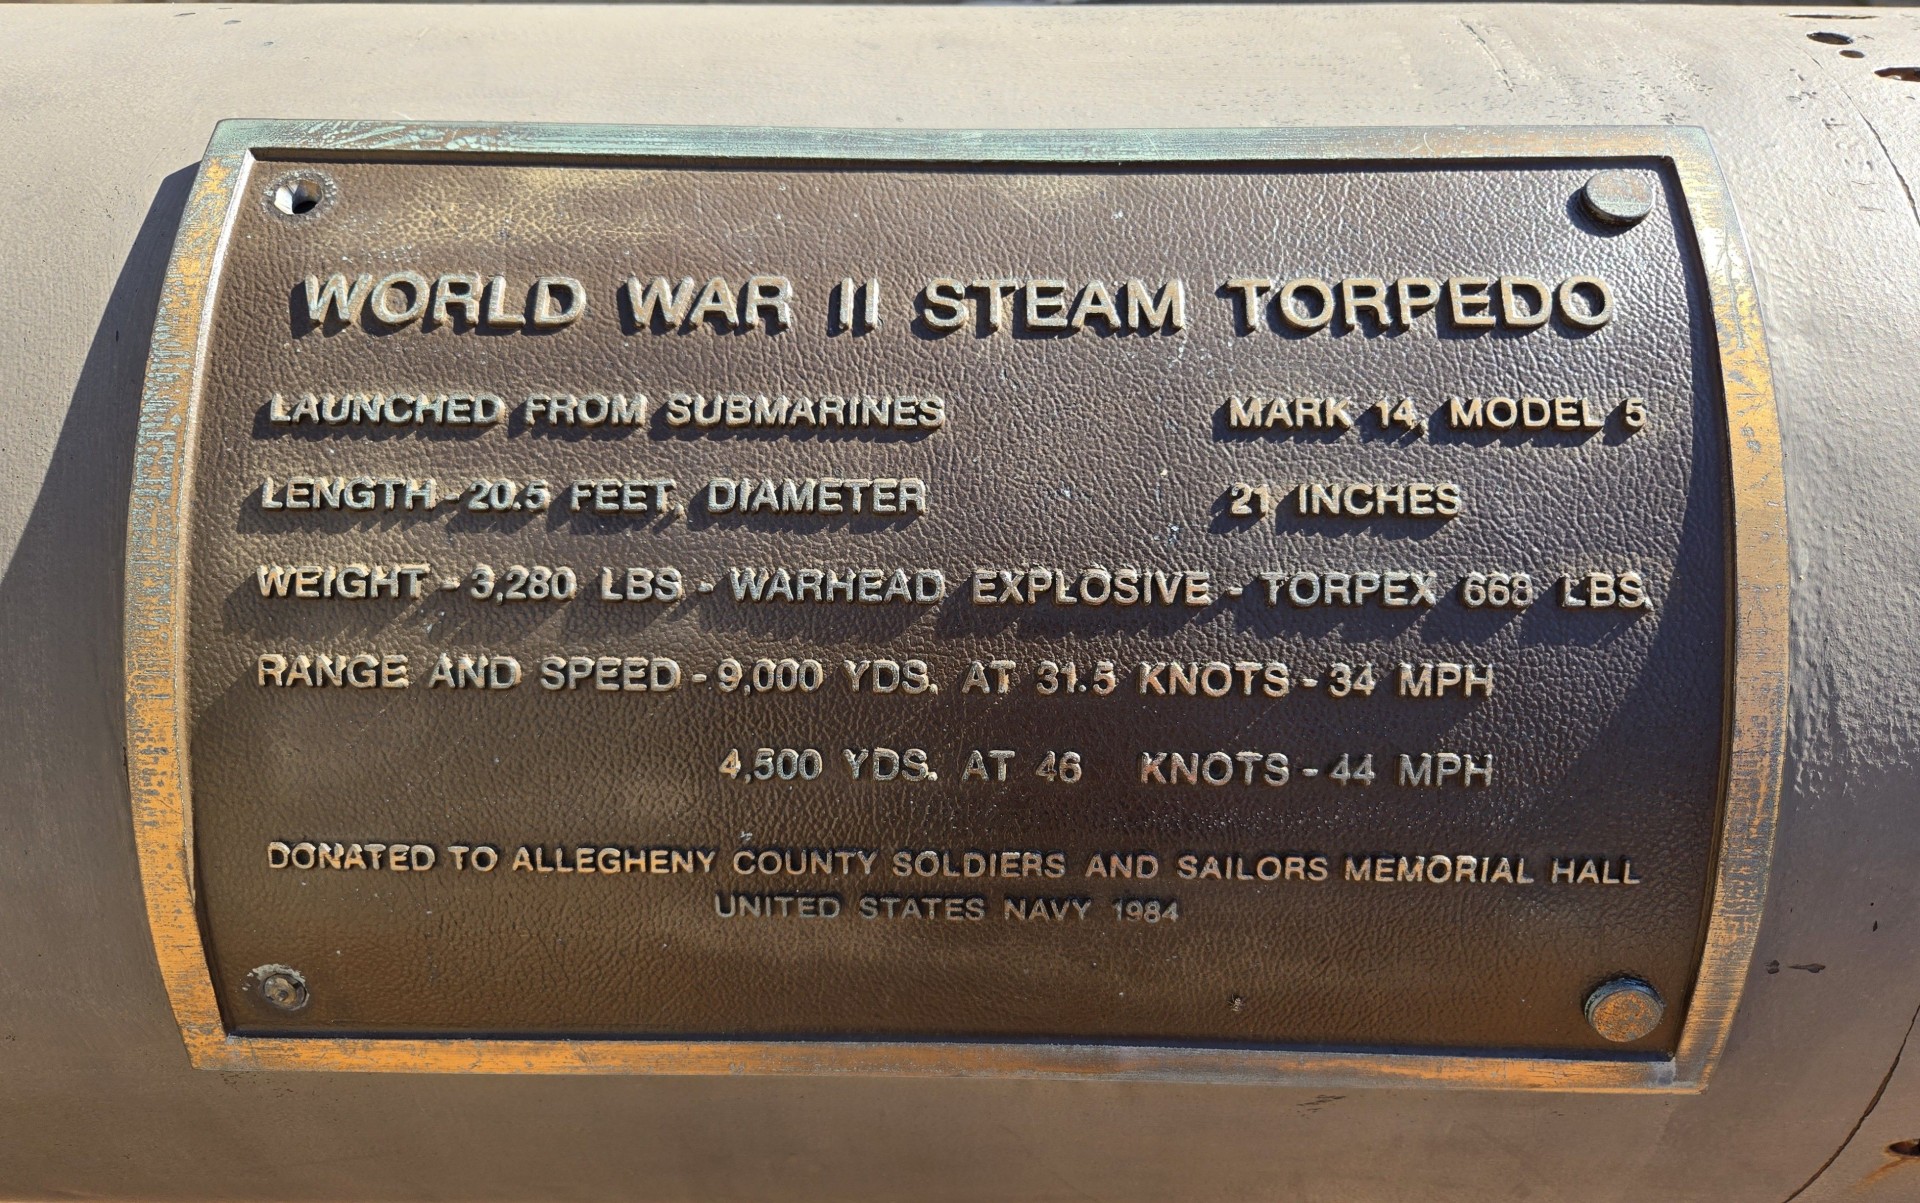 WORLD WAR II STEAM TORPEDO
LAUNCHED FROM SUBMARINES MARK 14, MODEL 5
LENGTH - 20.5 FEET, DIAMETER 21 INCHES
WEIGHT - 3,280 LBS - WARHEAD EXPLOSIVE - TORPEX 668 LBS.
RANGE AND SPEED - 9,000 YDS. AT 31.5 KNOTS - 34 MPH
4,500 YDS. AT 46 KNOTS - 44 MPH
DONATED TO ALLEGHENY COUNTY SOLDIERS AND SAILORS MEMORIAL HALL
UNITED STATES NAVY 1984